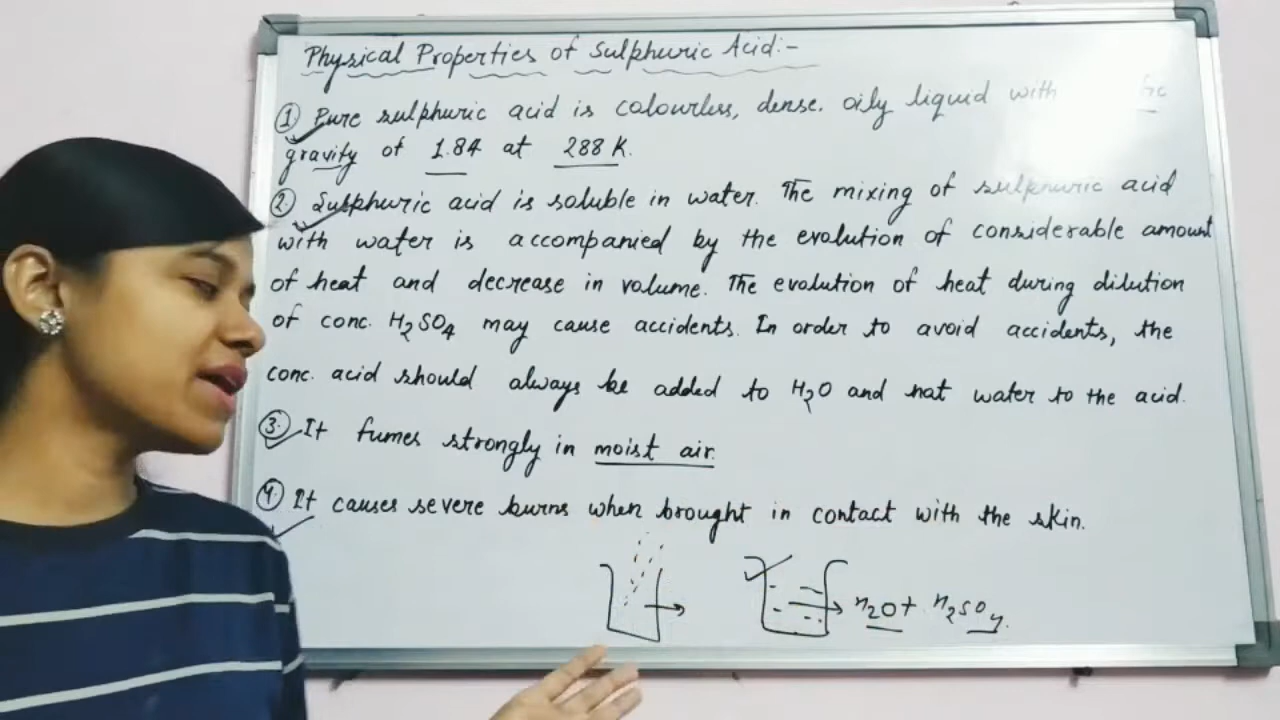 Physical Properties of Sulphuric Acid:-
① Pure sulphuric acid is colourless, dense. oily liquid with
gravity of 1.84 at 288 K.
② Sulphuric acid is soluble in water. The mixing of sulphuric acid
with water is accompanied by the evolution of considerable amount
of heat and decrease in volume. The evolution of heat during dilution
of conc. H2SO4 may cause accidents. In order to avoid accidents, the
conc. acid should always be added to H2O and not water to the acid.
③. It fumes strongly in moist air.
④. It causes severe burns when brought in contact with the skin.
H2O + H2SO4.